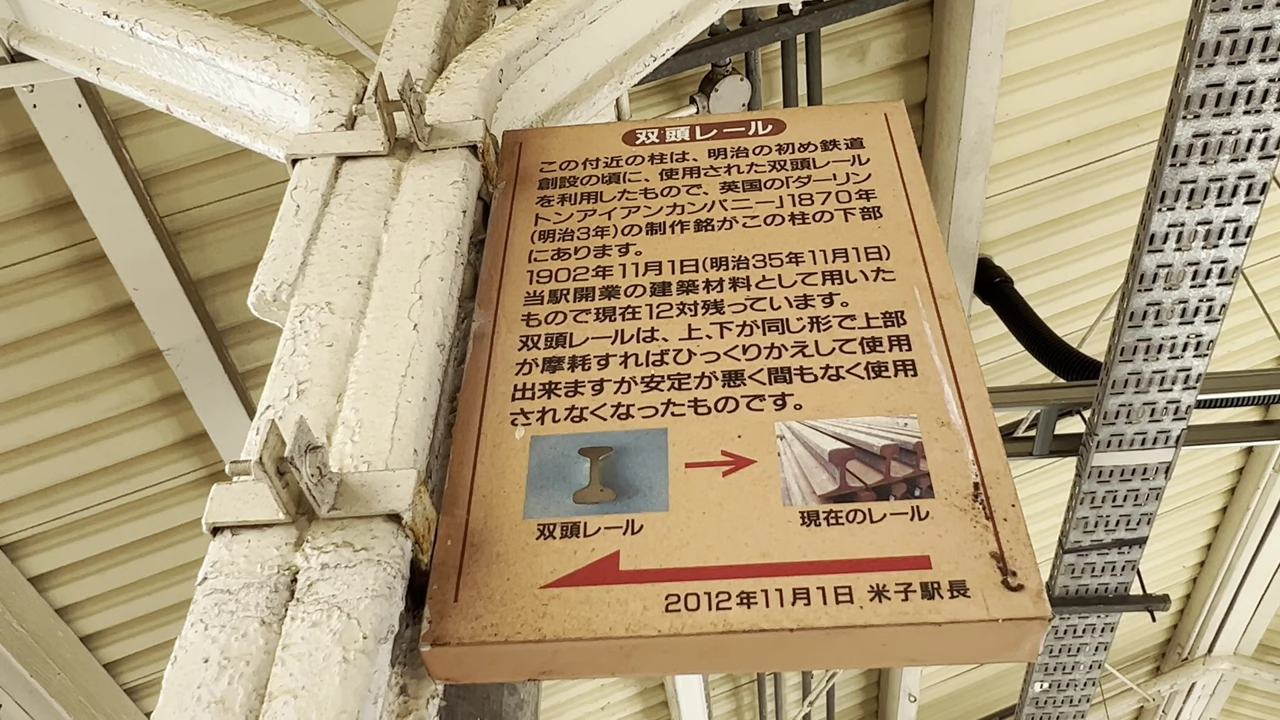 双頭レール
この付近の柱は、明治の初め鉄道
創設の頃に、使用された双頭レール
を利用したもので、英国の「ダーリン
トンアイアンカンパニー」1870年
(明治3年)の制作銘がこの柱の下部
にあります。
1902年11月1日(明治35年11月1日)
当駅開業の建築材料として用いた
もので現在12対残っています。
双頭レールは、上、下が同じ形で上部
が摩耗すればひっくりかえして使用
出来ますが安定が悪く間もなく使用
されなくなったものです。
双頭レール
現在のレール
2012年11月1日 米子駅長